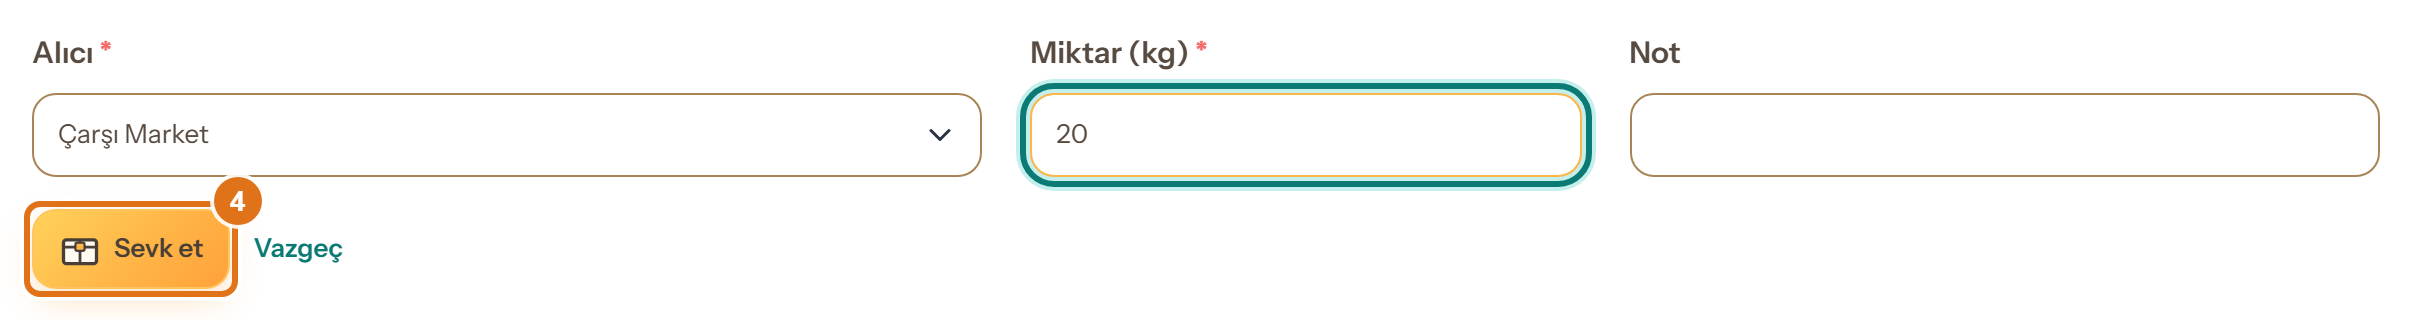 Alıcı *
Miktar (kg) *
Not
Çarşı Market
20
4
Sevk et
Vazgeç